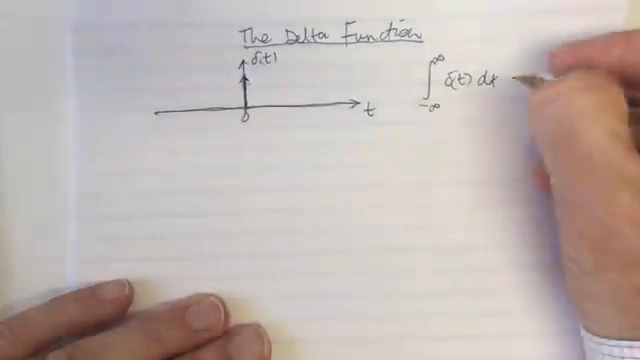 The Delta Function
δ(t)
∞
∫ δ(t) dt
-∞
t
0